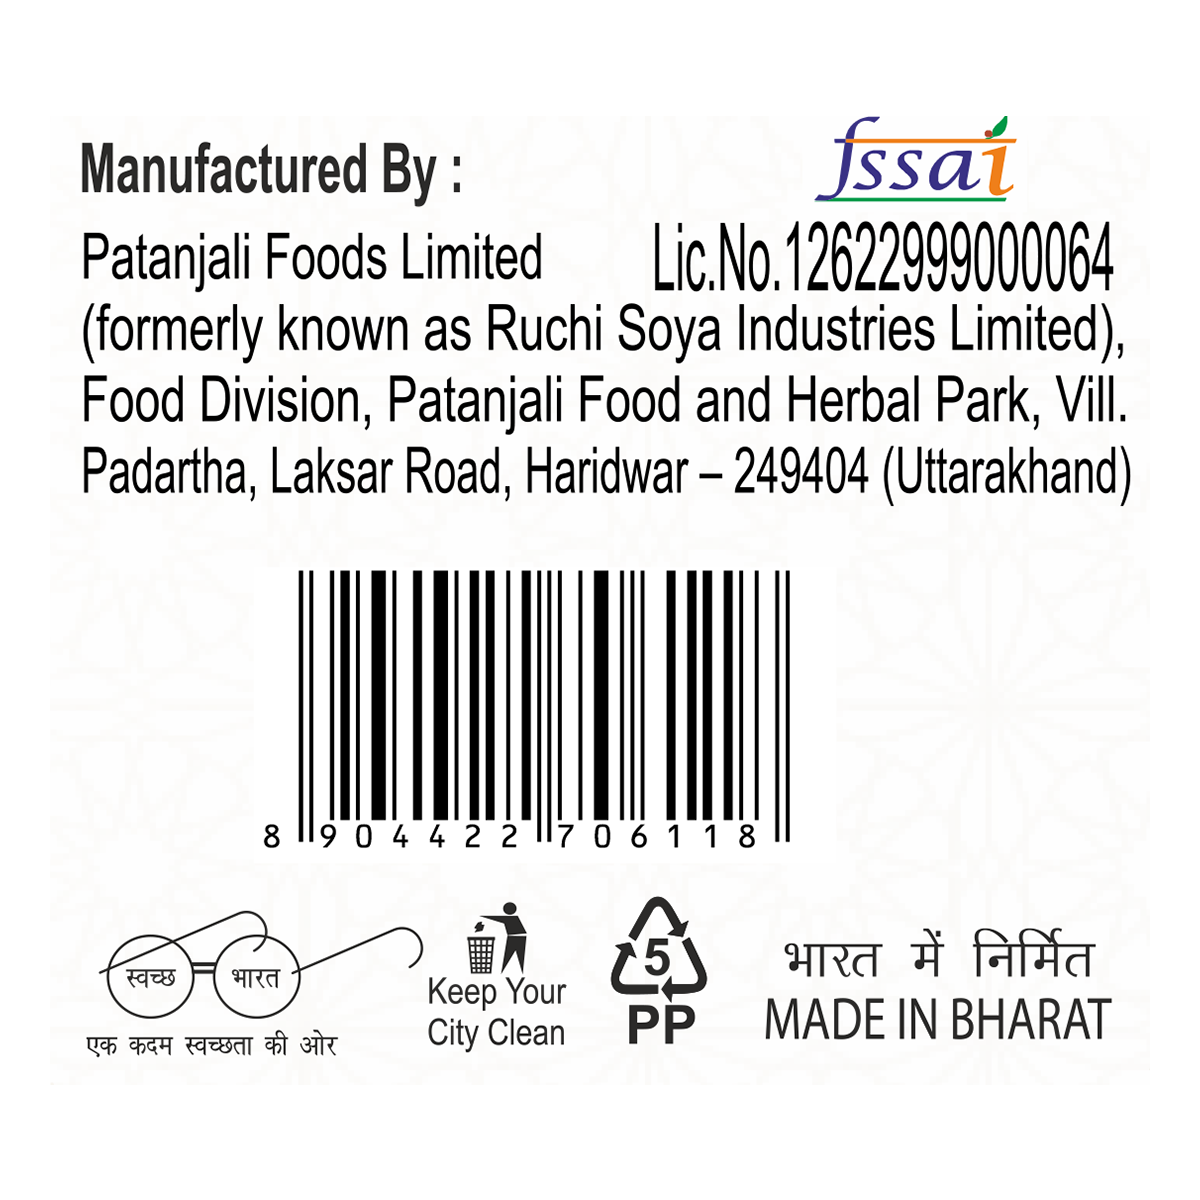 Manufactured By :
fssai
Patanjali Foods Limited
Lic.No.12622999000064
(formerly known as Ruchi Soya Industries Limited),
Food Division, Patanjali Food and Herbal Park, Vill.
Padartha, Laksar Road, Haridwar – 249404 (Uttarakhand)
8 904422 706118
स्वच्छ भारत
एक कदम स्वच्छता की ओर
Keep Your
City Clean
5
PP
भारत में निर्मित
MADE IN BHARAT